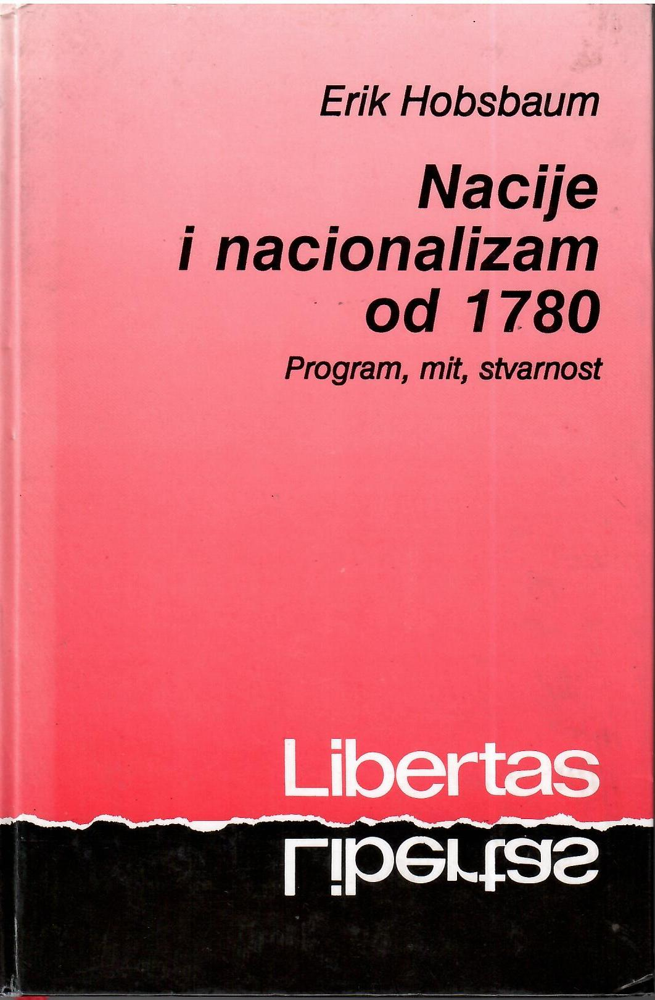 Erik Hobsbaum
Nacije
i nacionalizam
od 1780
Program, mit, stvarnost
Libertas
Libertas